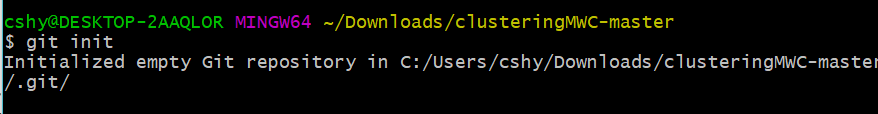 cshy@DESKTOP-2AAQLOR MINGW64 ~/Downloads/clusteringMWC-master
$ git init
Initialized empty Git repository in C:/Users/cshy/Downloads/clusteringMWC-master
/.git/